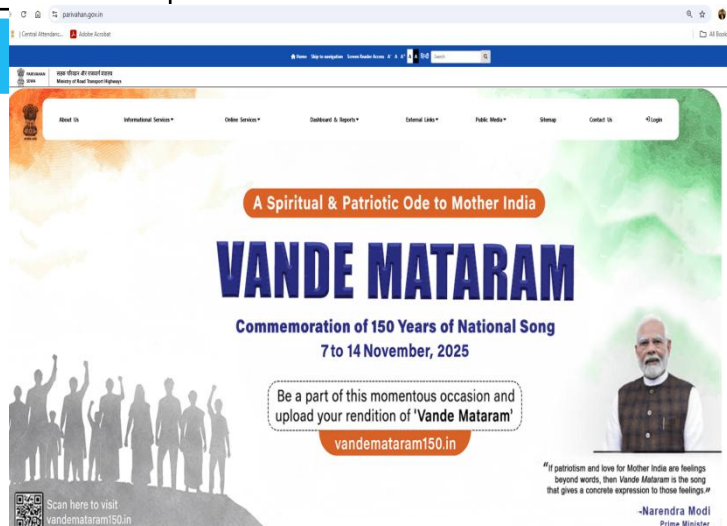 parivahan.gov.in
Central Attendanc... Adobe Acrobat
All Book
Home Skip to navigation Screen Reader Access A- A A+ A A हिन्दी Search
PARIVAHAN SEWA
सड़क परिवहन और राजमार्ग मंत्रालय
Ministry of Road Transport Highways
About Us Informational Services Online Services Dashboard & Reports External Links Public Media Sitemap Contact Us Login
A Spiritual & Patriotic Ode to Mother India
VANDE MATARAM
Commemoration of 150 Years of National Song
7 to 14 November, 2025
Be a part of this momentous occasion and
upload your rendition of 'Vande Mataram'
vandemataram150.in
"If patriotism and love for Mother India are feelings
beyond words, then Vande Mataram is the song
that gives a concrete expression to those feelings."
-Narendra Modi
Prime Minister
Scan here to visit
vandemataram150.in